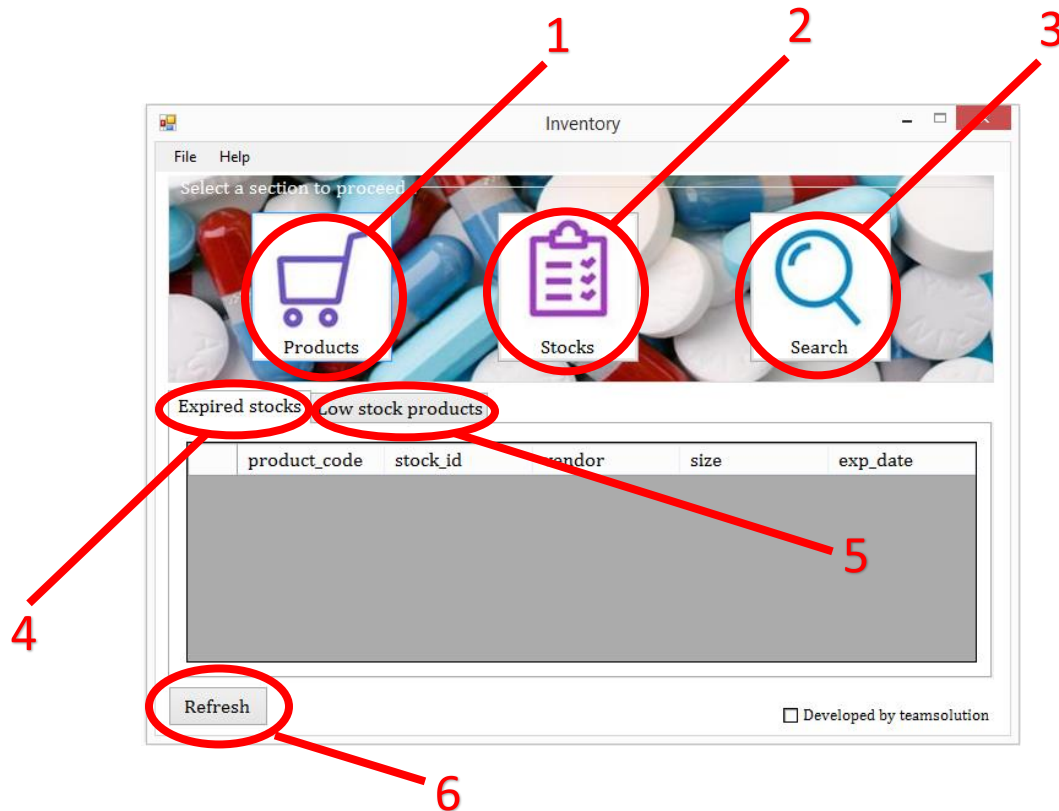 1
2
3
Inventory
File Help
Select a section to proceed
Products
Stocks
Search
Expired stocks
Low stock products
product_code stock_id vendor size exp_date
5
4
Refresh
Developed by teamsolution
6